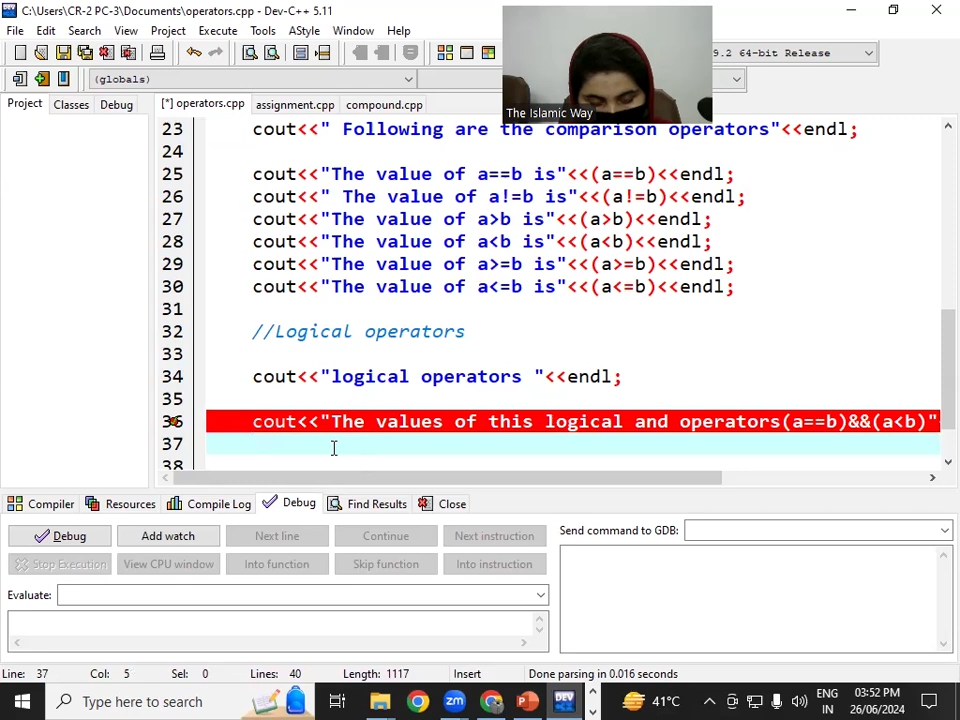 C:\Users\CR-2 PC-3\Documents\operators.cpp - Dev-C++ 5.11
File Edit Search View Project Execute Tools AStyle Window Help
9.2 64-bit Release
(globals)
The Islamic Way
Project Classes Debug
[*] operators.cpp assignment.cpp compound.cpp
23 cout<<" Following are the comparison operators"<<endl;
24
25 cout<<"The value of a==b is"<<(a==b)<<endl;
26 cout<<" The value of a!=b is"<<(a!=b)<<endl;
27 cout<<"The value of a>b is"<<(a>b)<<endl;
28 cout<<"The value of a<b is"<<(a<b)<<endl;
29 cout<<"The value of a>=b is"<<(a>=b)<<endl;
30 cout<<"The value of a<=b is"<<(a<=b)<<endl;
31
32 //Logical operators
33
34 cout<<"logical operators "<<endl;
35
36 cout<<"The values of this logical and operators(a==b)&&(a<b)"
37
38
Compiler Resources Compile Log Debug Find Results Close
Debug Add watch Next line Continue Next instruction
Send command to GDB:
Stop Execution View CPU window Into function Skip function Into instruction
Evaluate:
Line: 37 Col: 5 Sel: 0 Lines: 40 Length: 1117 Insert Done parsing in 0.016 seconds
Type here to search
zm
DEV
41°C
ENG
IN
03:52 PM
26/06/2024